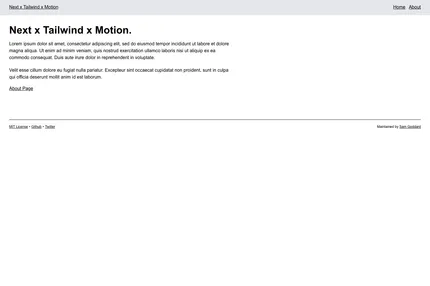 Next x Tailwind x Motion
Home About
Next x Tailwind x Motion.
Lorem ipsum dolor sit amet, consectetur adipiscing elit, sed do eiusmod tempor incididunt ut labore et dolore
magna aliqua. Ut enim ad minim veniam, quis nostrud exercitation ullamco laboris nisi ut aliquip ex ea
commodo consequat. Duis aute irure dolor in reprehenderit in voluptate.
Velit esse cillum dolore eu fugiat nulla pariatur. Excepteur sint occaecat cupidatat non proident, sunt in culpa
qui officia deserunt mollit anim id est laborum.
About Page
MIT License • Github • Twitter
Maintained by Sam Goddard